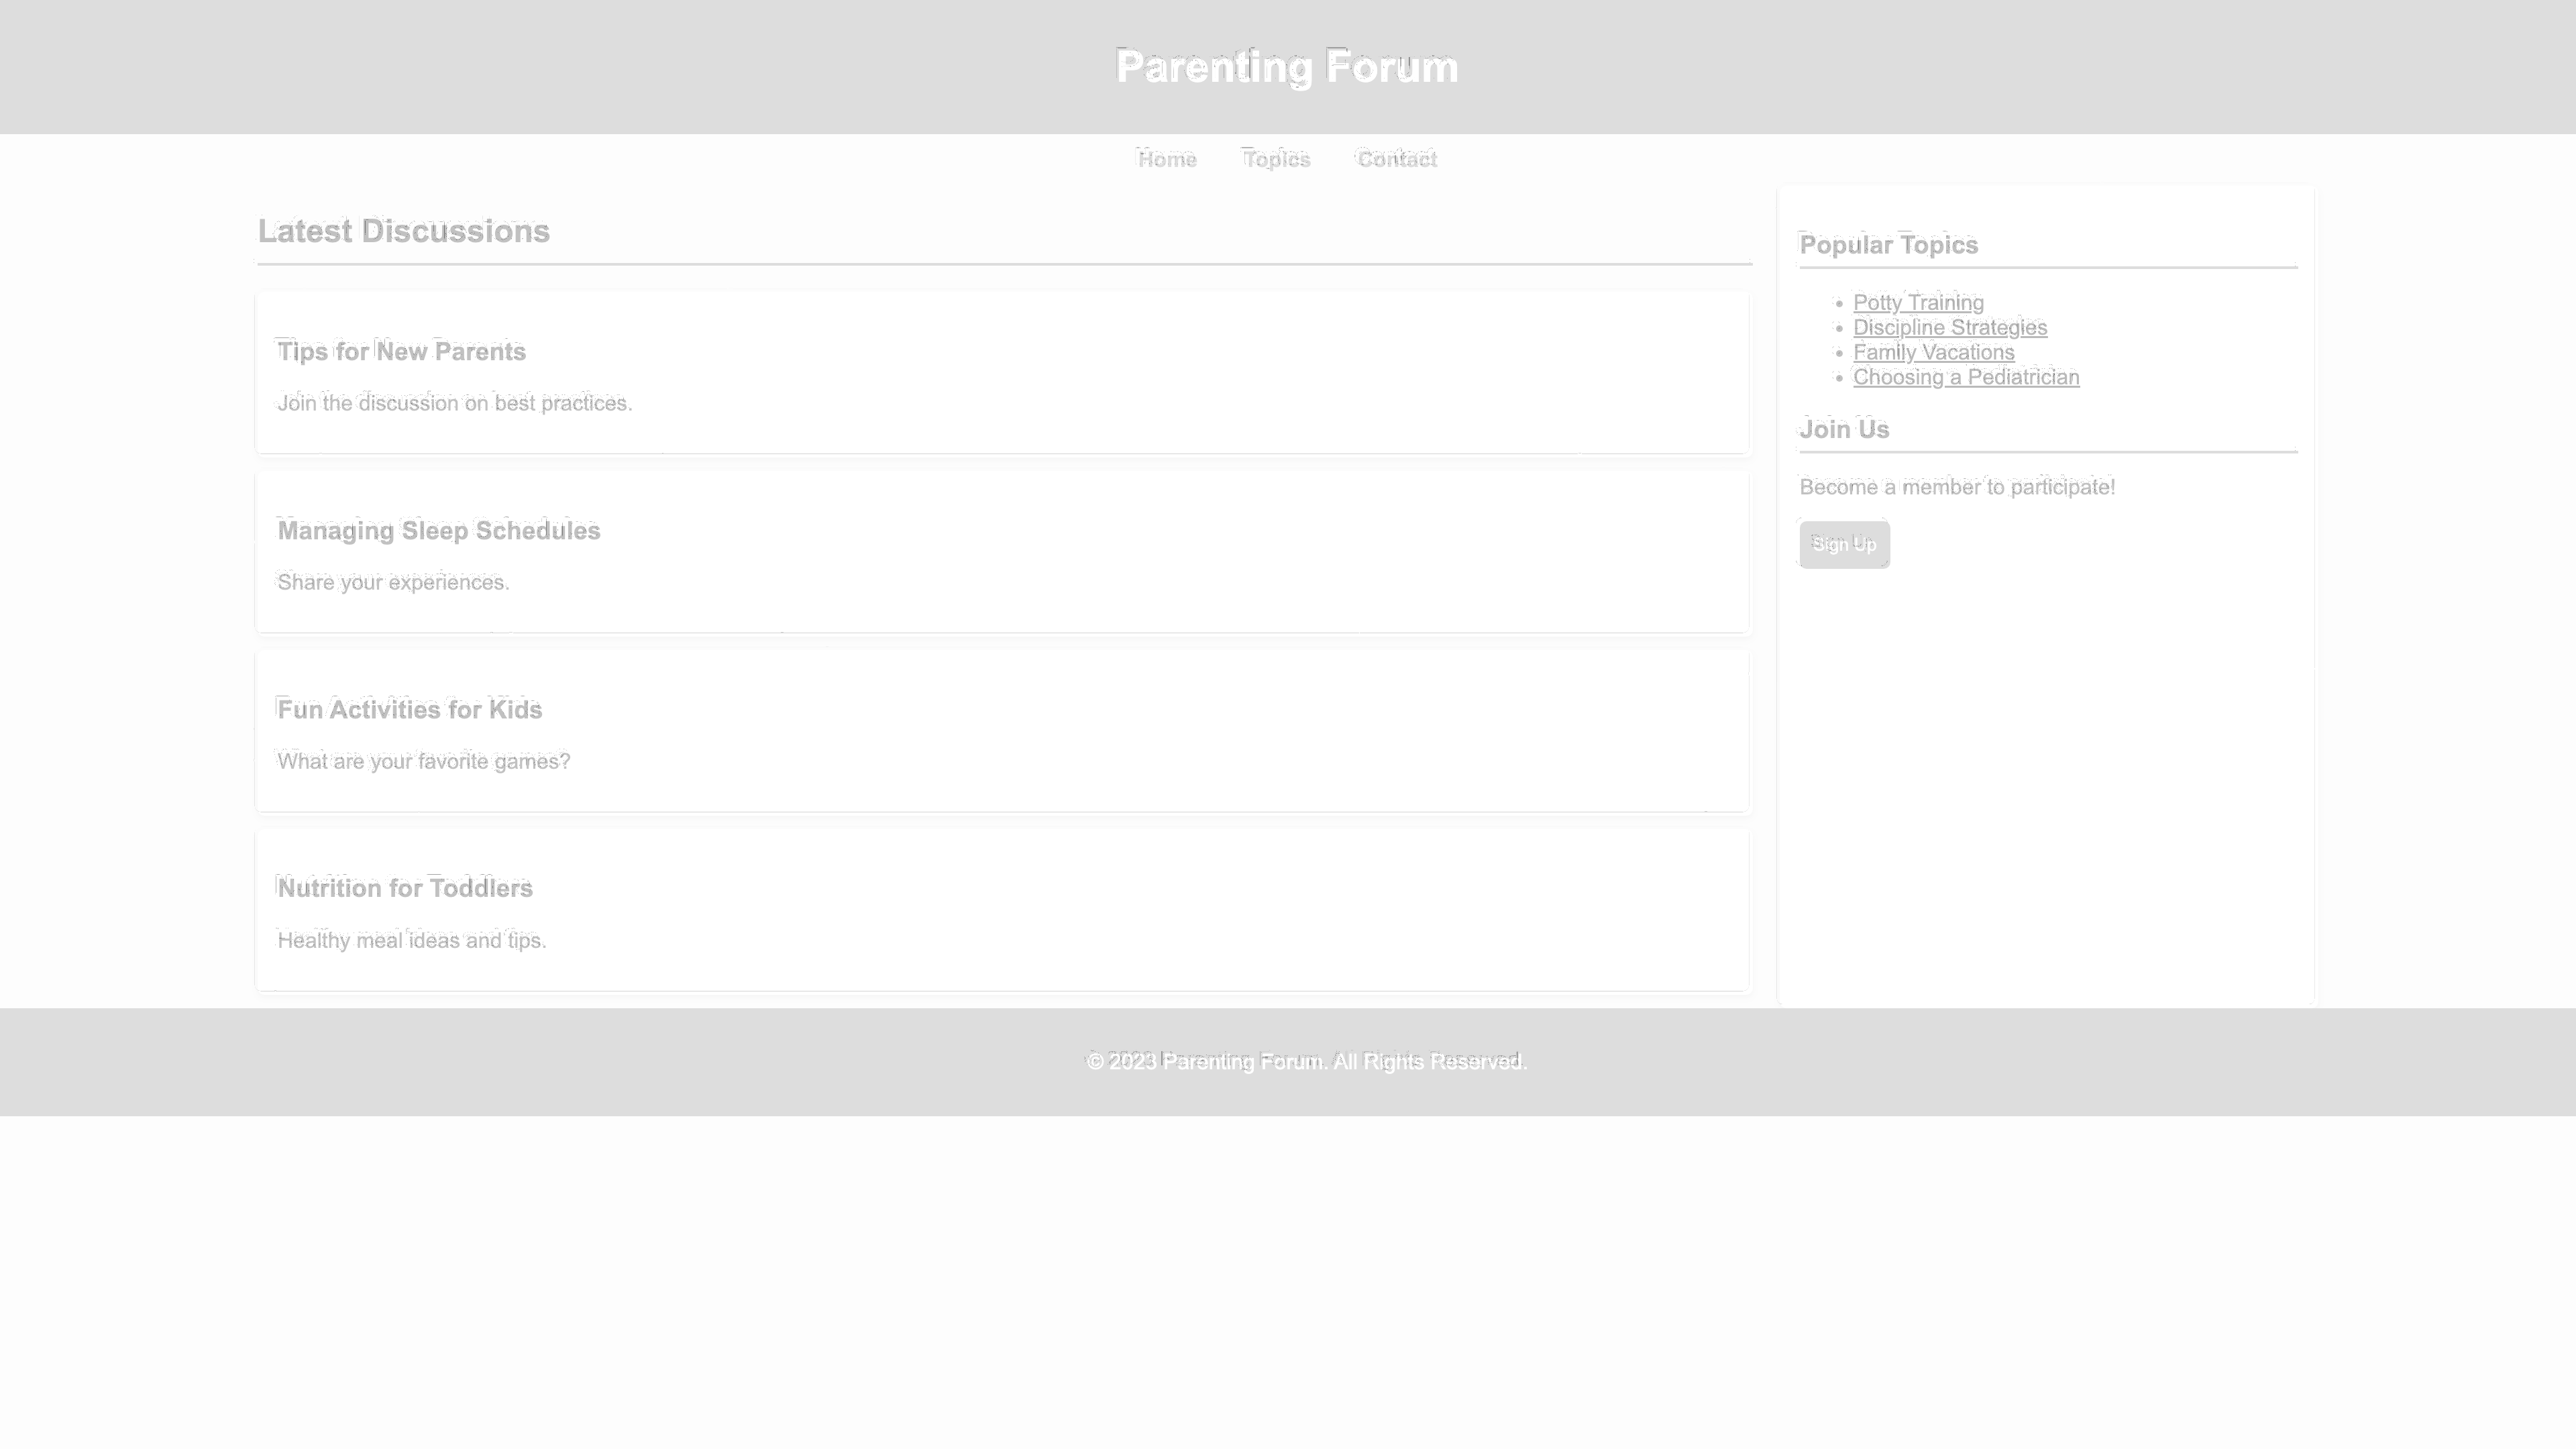 Parenting Forum
Home Topics Contact
Latest Discussions
Tips for New Parents
Join the discussion on best practices.
Managing Sleep Schedules
Share your experiences.
Fun Activities for Kids
What are your favorite games?
Nutrition for Toddlers
Healthy meal ideas and tips.
Popular Topics
Potty Training
Discipline Strategies
Family Vacations
Choosing a Pediatrician
Join Us
Become a member to participate!
Sign Up
© 2023 Parenting Forum. All Rights Reserved.